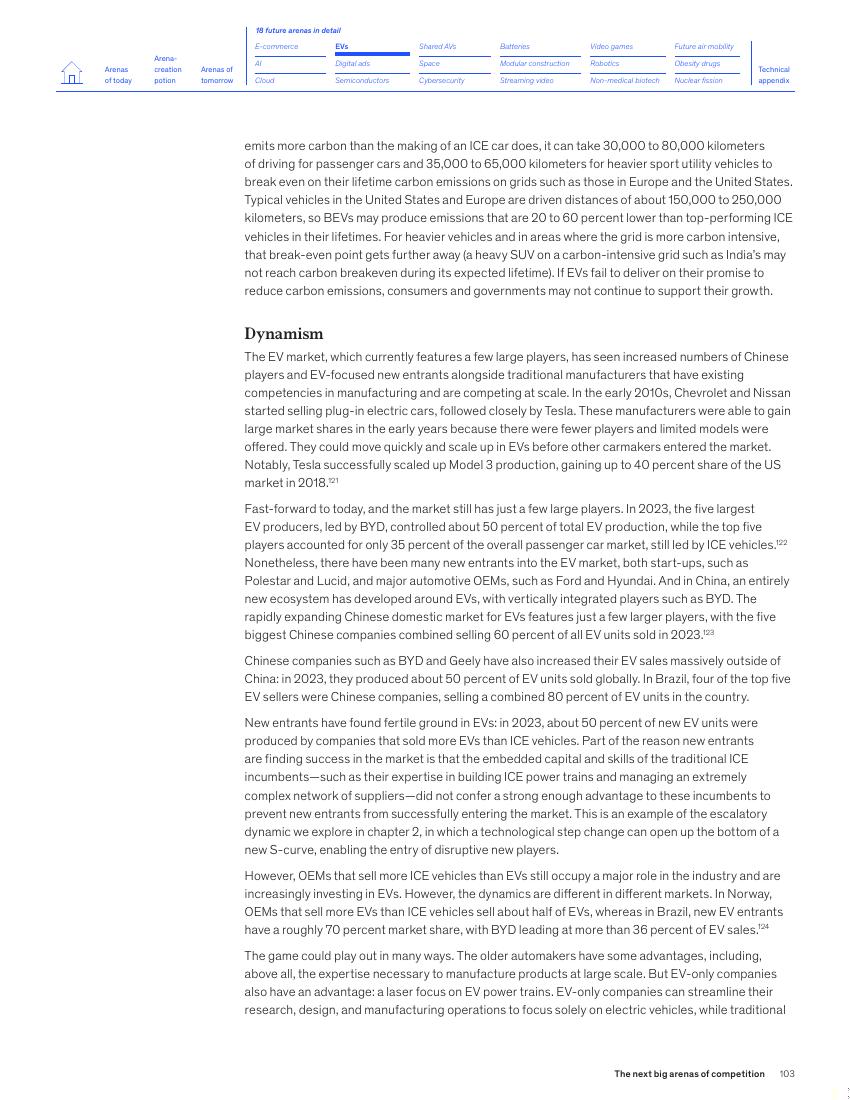 18 future arenas in detail
Arenas of today
Arena-creation potion
Arenas of tomorrow
E-commerce
EVs
Shared AVs
Batteries
Video games
Future air mobility
AI
Digital ads
Space
Modular construction
Robotics
Obesity drugs
Cloud
Semiconductors
Cybersecurity
Streaming video
Non-medical biotech
Nuclear fission
Technical appendix
emits more carbon than the making of an ICE car does, it can take 30,000 to 80,000 kilometers
of driving for passenger cars and 35,000 to 65,000 kilometers for heavier sport utility vehicles to
break even on their lifetime carbon emissions on grids such as those in Europe and the United States.
Typical vehicles in the United States and Europe are driven distances of about 150,000 to 250,000
kilometers, so BEVs may produce emissions that are 20 to 60 percent lower than top-performing ICE
vehicles in their lifetimes. For heavier vehicles and in areas where the grid is more carbon intensive,
that break-even point gets further away (a heavy SUV on a carbon-intensive grid such as India's may
not reach carbon breakeven during its expected lifetime). If EVs fail to deliver on their promise to
reduce carbon emissions, consumers and governments may not continue to support their growth.
Dynamism
The EV market, which currently features a few large players, has seen increased numbers of Chinese
players and EV-focused new entrants alongside traditional manufacturers that have existing
competencies in manufacturing and are competing at scale. In the early 2010s, Chevrolet and Nissan
started selling plug-in electric cars, followed closely by Tesla. These manufacturers were able to gain
large market shares in the early years because there were fewer players and limited models were
offered. They could move quickly and scale up in EVs before other carmakers entered the market.
Notably, Tesla successfully scaled up Model 3 production, gaining up to 40 percent share of the US
market in 2018.121
Fast-forward to today, and the market still has just a few large players. In 2023, the five largest
EV producers, led by BYD, controlled about 50 percent of total EV production, while the top five
players accounted for only 35 percent of the overall passenger car market, still led by ICE vehicles.122
Nonetheless, there have been many new entrants into the EV market, both start-ups, such as
Polestar and Lucid, and major automotive OEMs, such as Ford and Hyundai. And in China, an entirely
new ecosystem has developed around EVs, with vertically integrated players such as BYD. The
rapidly expanding Chinese domestic market for EVs features just a few larger players, with the five
biggest Chinese companies combined selling 60 percent of all EV units sold in 2023.123
Chinese companies such as BYD and Geely have also increased their EV sales massively outside of
China: in 2023, they produced about 50 percent of EV units sold globally. In Brazil, four of the top five
EV sellers were Chinese companies, selling a combined 80 percent of EV units in the country.
New entrants have found fertile ground in EVs: in 2023, about 50 percent of new EV units were
produced by companies that sold more EVs than ICE vehicles. Part of the reason new entrants
are finding success in the market is that the embedded capital and skills of the traditional ICE
incumbents—such as their expertise in building ICE power trains and managing an extremely
complex network of suppliers—did not confer a strong enough advantage to these incumbents to
prevent new entrants from successfully entering the market. This is an example of the escalatory
dynamic we explore in chapter 2, in which a technological step change can open up the bottom of a
new S-curve, enabling the entry of disruptive new players.
However, OEMs that sell more ICE vehicles than EVs still occupy a major role in the industry and are
increasingly investing in EVs. However, the dynamics are different in different markets. In Norway,
OEMs that sell more EVs than ICE vehicles sell about half of EVs, whereas in Brazil, new EV entrants
have a roughly 70 percent market share, with BYD leading at more than 36 percent of EV sales.124
The game could play out in many ways. The older automakers have some advantages, including,
above all, the expertise necessary to manufacture products at large scale. But EV-only companies
also have an advantage: a laser focus on EV power trains. EV-only companies can streamline their
research, design, and manufacturing operations to focus solely on electric vehicles, while traditional
The next big arenas of competition 103